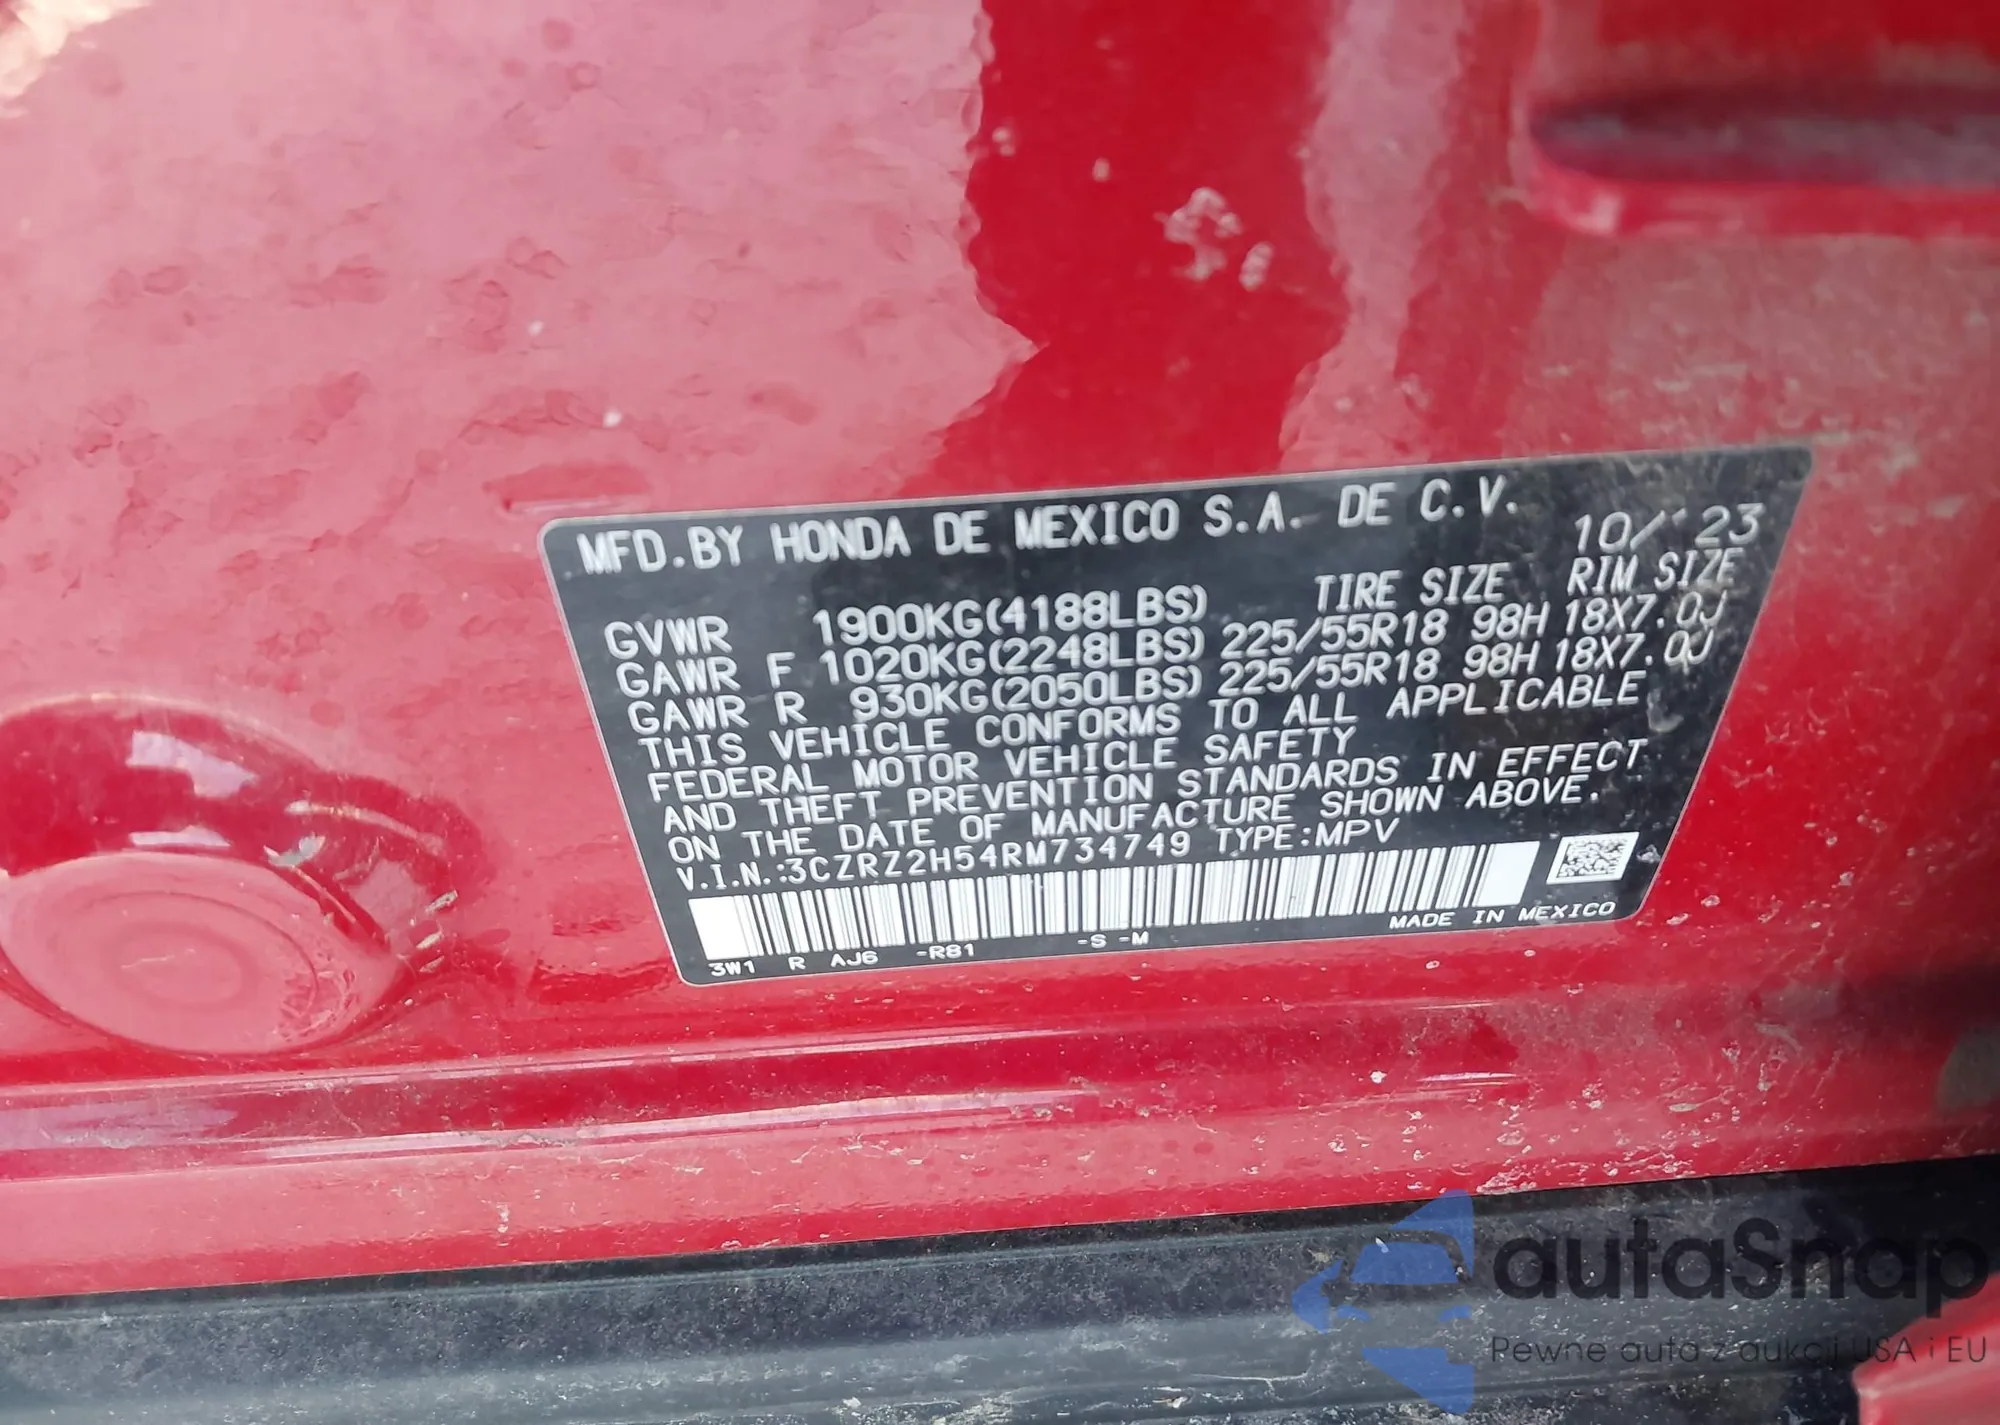 MFD.BY HONDA DE MEXICO S.A. DE C.V.
10/'23
TIRE SIZE RIM SIZE
GVWR 1900KG(4188LBS)
GAWR F 1020KG(2248LBS) 225/55R18 98H 18X7.0J
GAWR R 930KG(2050LBS) 225/55R18 98H 18X7.0J
THIS VEHICLE CONFORMS TO ALL APPLICABLE
FEDERAL MOTOR VEHICLE SAFETY
AND THEFT PREVENTION STANDARDS IN EFFECT
ON THE DATE OF MANUFACTURE SHOWN ABOVE.
V.I.N.:3CZRZ2H54RM734749 TYPE:MPV
MADE IN MEXICO
3W1 R AJ6 -R81 -S -M
autaSnap
Pewne auta z aukcji USA i EU